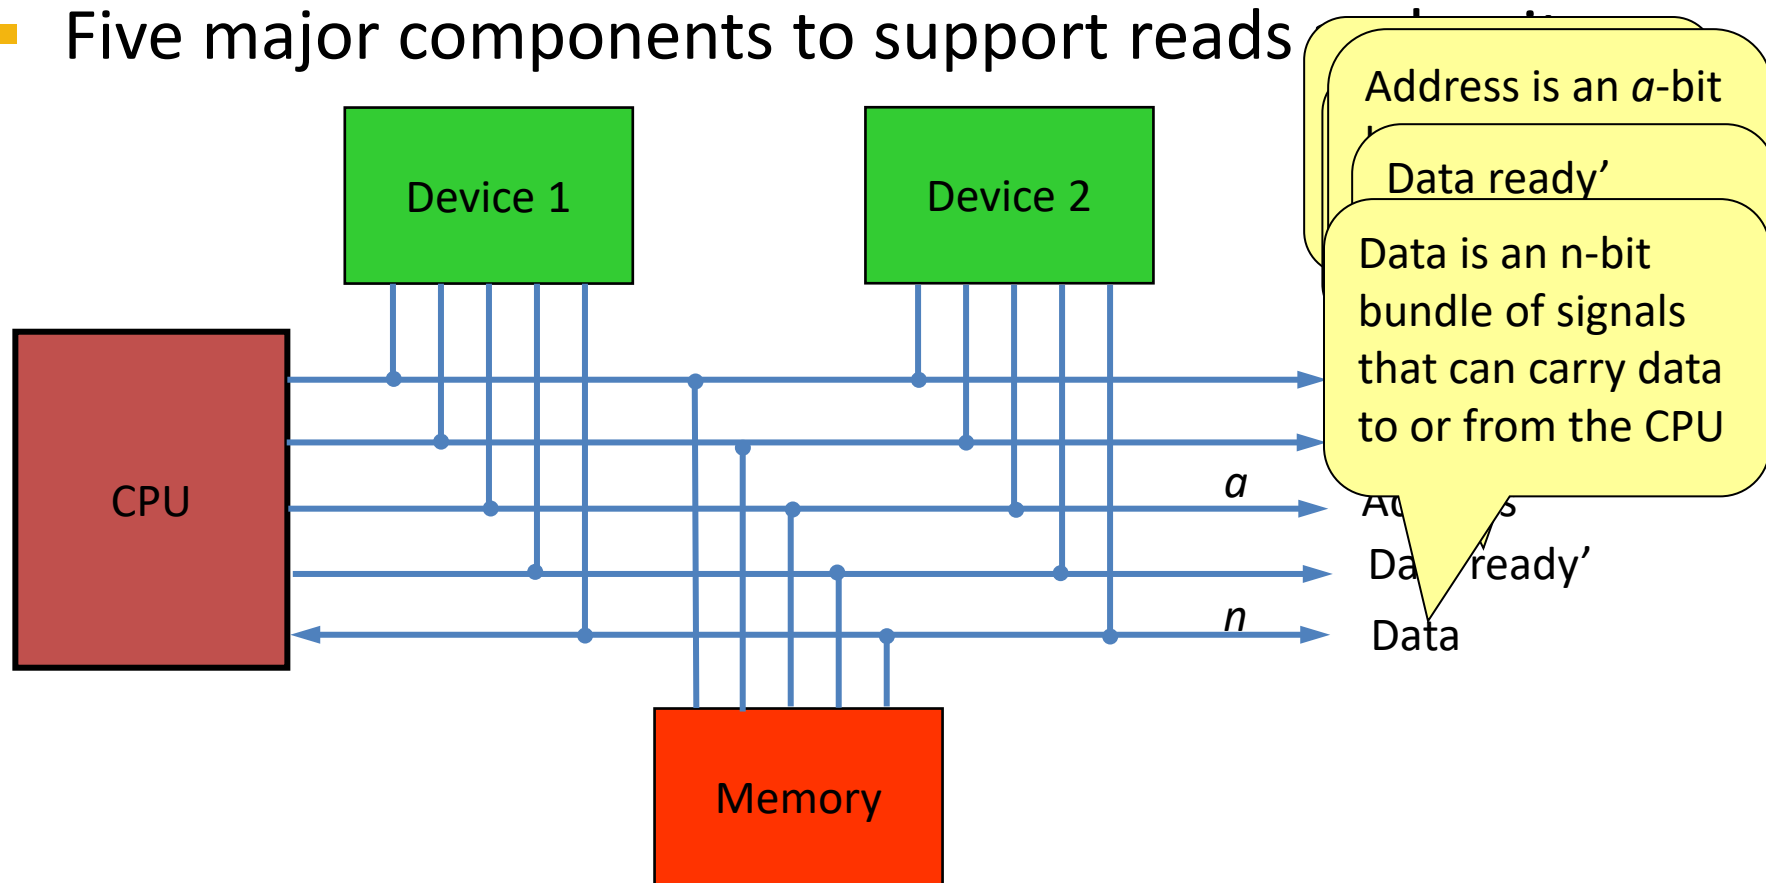 Five major components to support reads
Address is an a-bit
Data ready’
Data is an n-bit
bundle of signals
that can carry data
to or from the CPU
Device 1
Device 2
CPU
a
Data ready’
n
Data
Memory